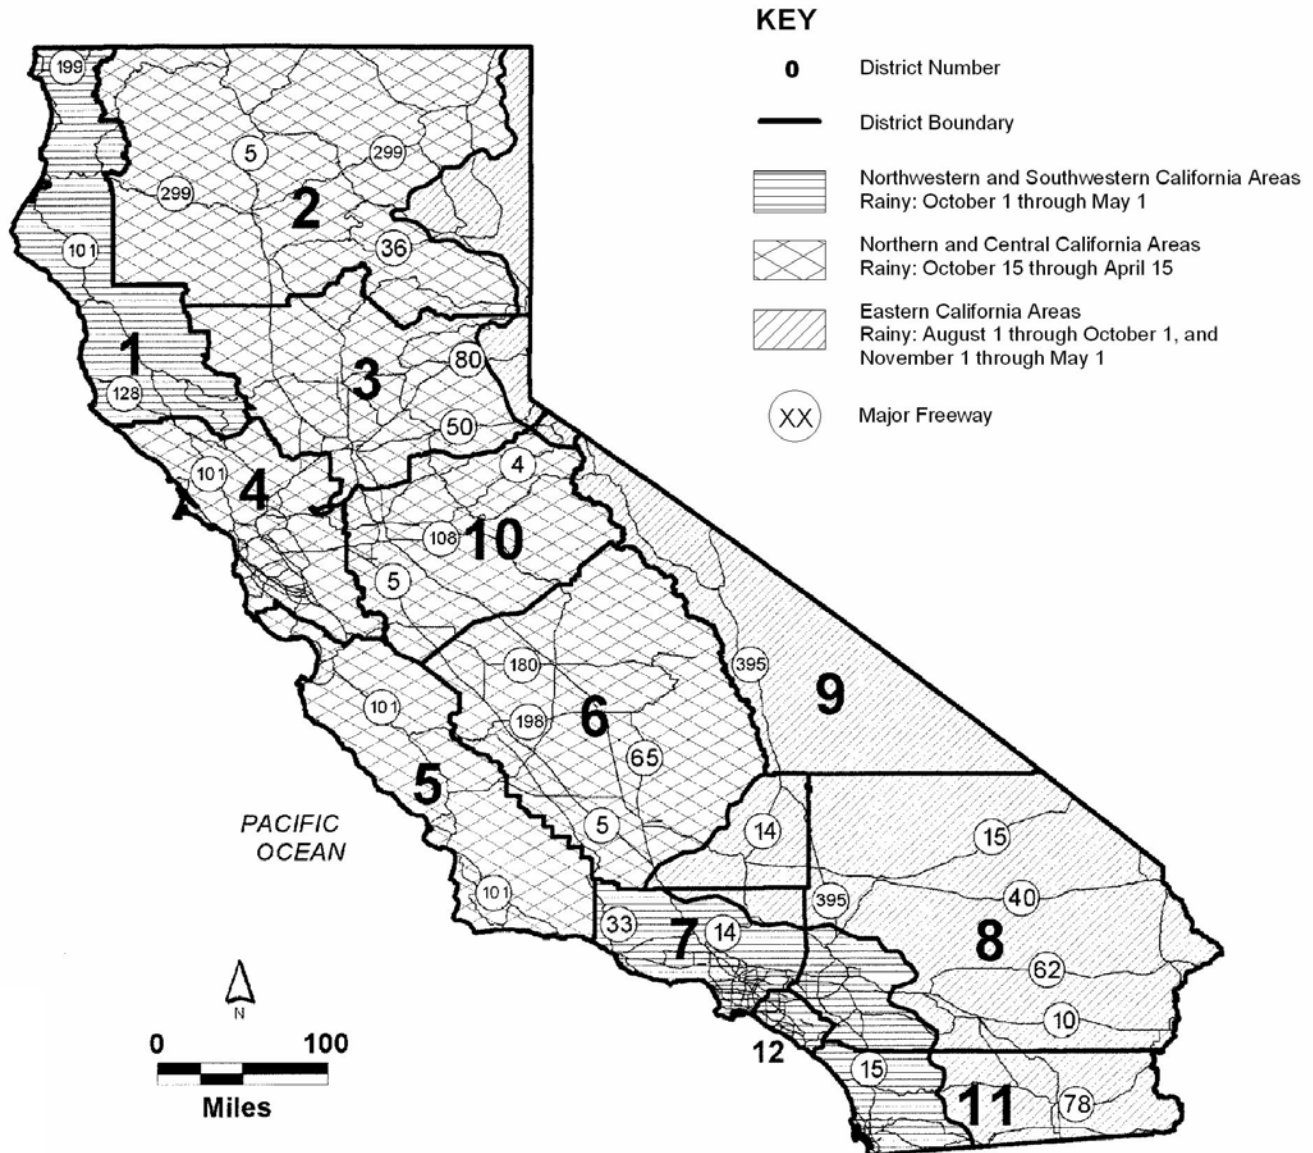 KEY
0 District Number
District Boundary
Northwestern and Southwestern California Areas
Rainy: October 1 through May 1
Northern and Central California Areas
Rainy: October 15 through April 15
Eastern California Areas
Rainy: August 1 through October 1, and
November 1 through May 1
XX Major Freeway
199
5
299
299
2
36
101
1
128
3
80
50
4
101
4
108
10
5
180
395
9
101
198
6
65
5
5
14
15
PACIFIC
OCEAN
101
33
7
14
395
40
8
62
10
N
0 100
Miles
12
15
11
78